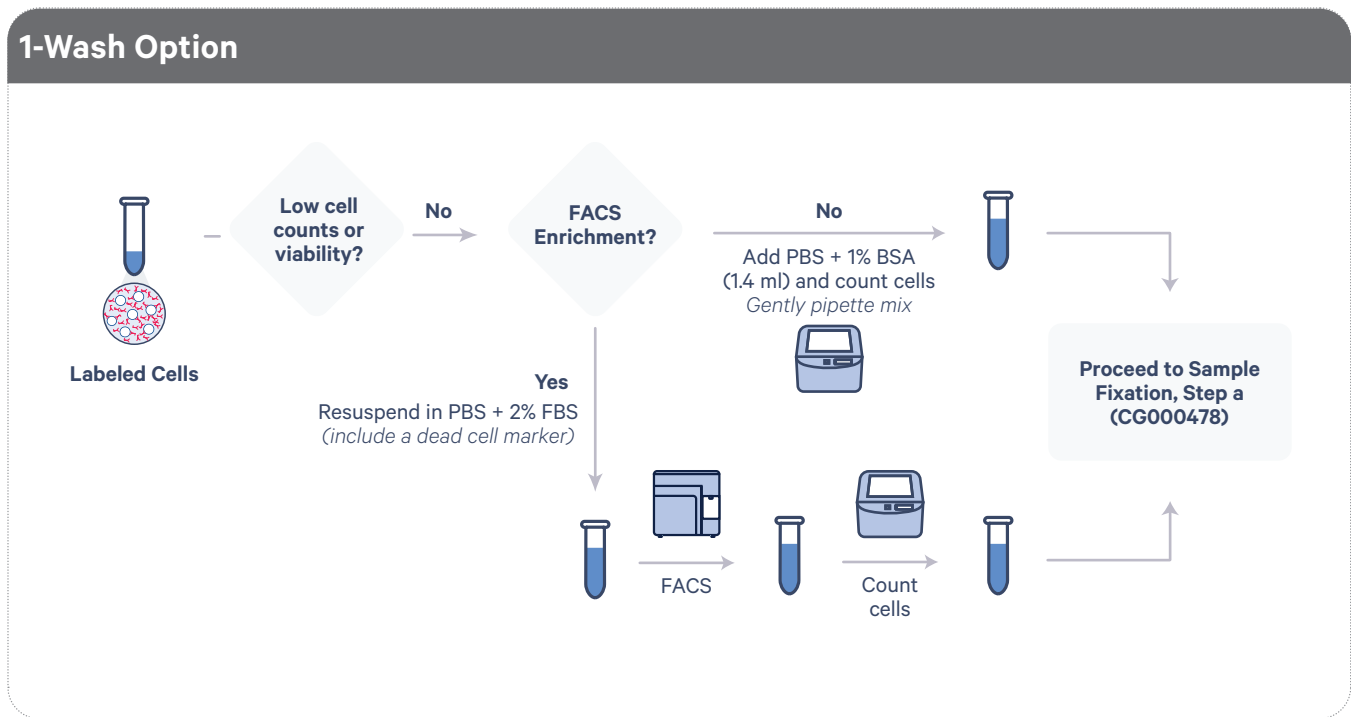 1-Wash Option
Low cell
counts or
viability?
No
FACS
Enrichment?
No
Add PBS + 1% BSA
(1.4 ml) and count cells
Gently pipette mix
Labeled Cells
Proceed to Sample
Fixation, Step a
(CG000478)
Yes
Resuspend in PBS + 2% FBS
(include a dead cell marker)
FACS
Count
cells